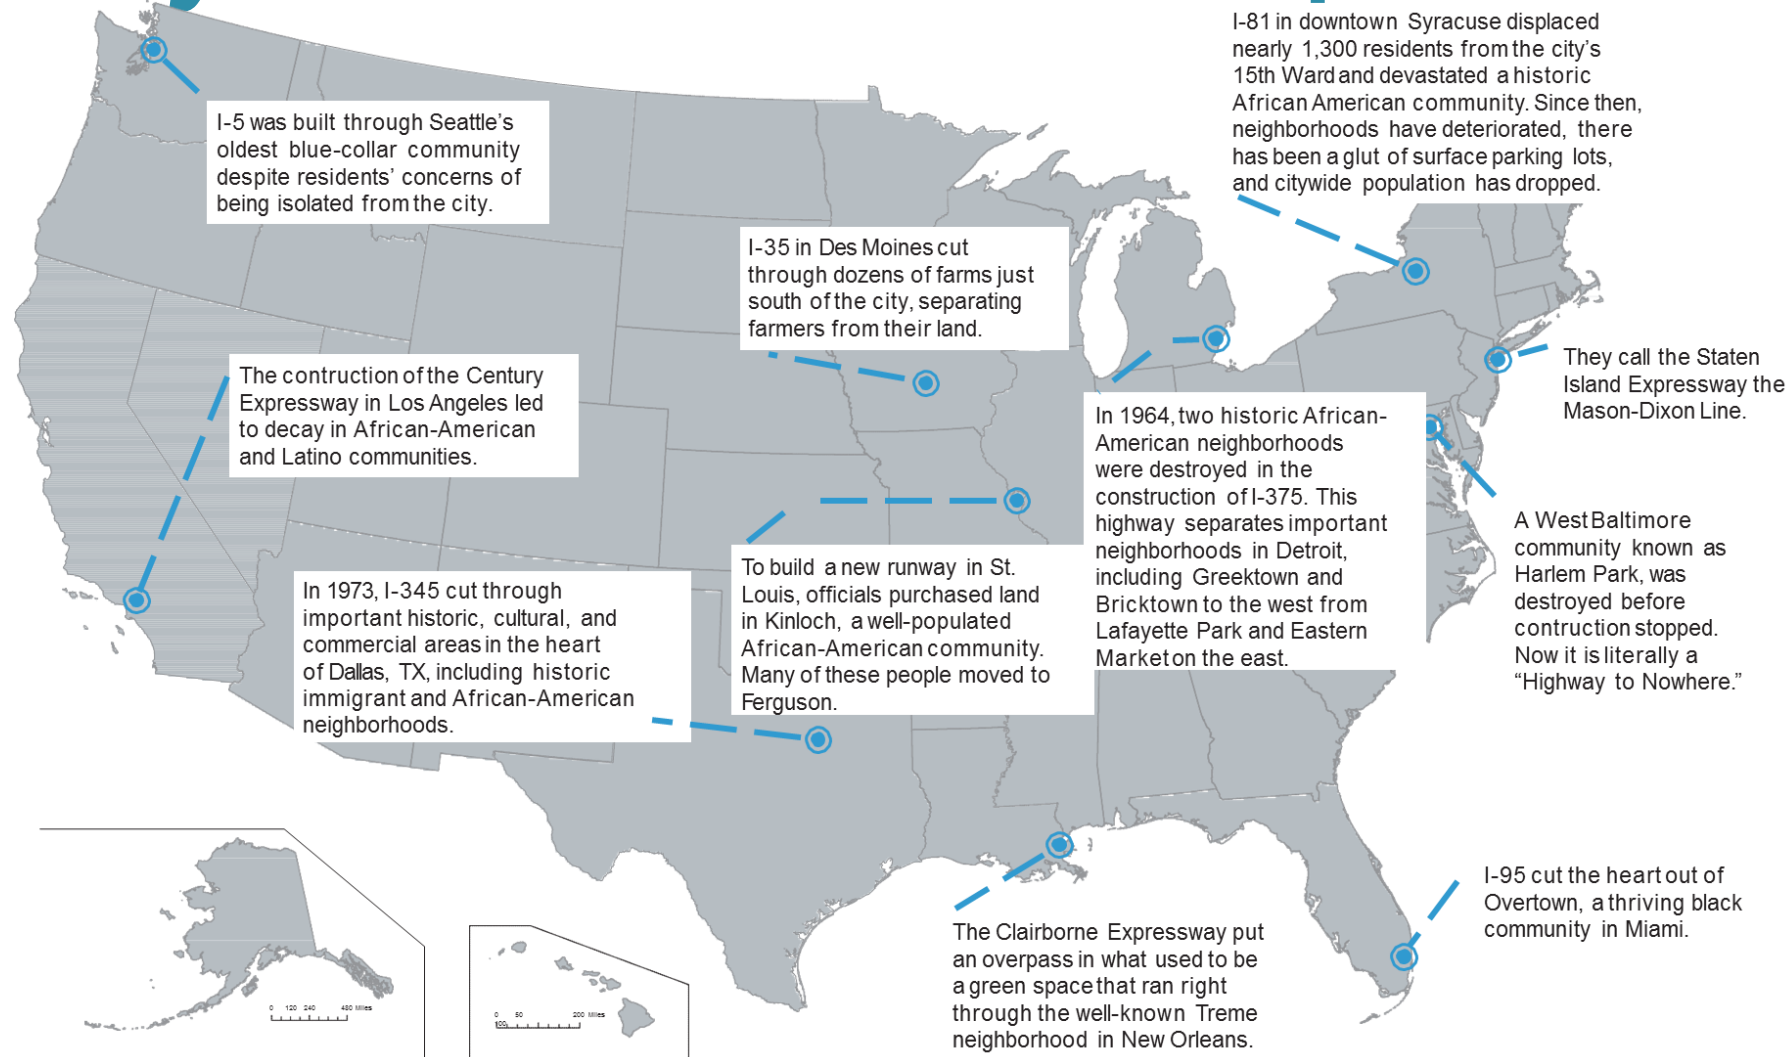 I-81 in downtown Syracuse displaced
nearly 1,300 residents from the city's
15th Ward and devastated a historic
African American community. Since then,
neighborhoods have deteriorated, there
has been a glut of surface parking lots,
and citywide population has dropped.
I-5 was built through Seattle's
oldest blue-collar community
despite residents' concerns of
being isolated from the city.
I-35 in Des Moines cut
through dozens of farms just
south of the city, separating
farmers from their land.
They call the Staten
Island Expressway the
Mason-Dixon Line.
The contruction of the Century
Expressway in Los Angeles led
to decay in African-American
and Latino communities.
In 1964, two historic African-
American neighborhoods
were destroyed in the
construction of I-375. This
highway separates important
neighborhoods in Detroit,
including Greektown and
Bricktown to the west from
Lafayette Park and Eastern
Market on the east.
A West Baltimore
community known as
Harlem Park, was
destroyed before
contruction stopped.
Now it is literally a
“Highway to Nowhere.”
In 1973, I-345 cut through
important historic, cultural, and
commercial areas in the heart
of Dallas, TX, including historic
immigrant and African-American
neighborhoods.
To build a new runway in St.
Louis, officials purchased land
in Kinloch, a well-populated
African-American community.
Many of these people moved to
Ferguson.
I-95 cut the heart out of
Overtown, a thriving black
community in Miami.
The Clairborne Expressway put
an overpass in what used to be
a green space that ran right
through the well-known Treme
neighborhood in New Orleans.
0 120 240 480 Miles
0 50 200 Miles
100